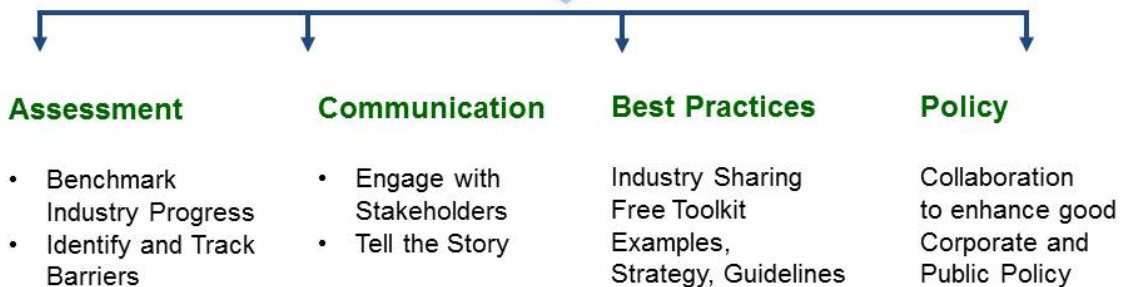 Assessment
• Benchmark
Industry Progress
• Identify and Track
Barriers
Communication
• Engage with
Stakeholders
• Tell the Story
Best Practices
Industry Sharing
Free Toolkit
Examples,
Strategy, Guidelines
Policy
Collaboration
to enhance good
Corporate and
Public Policy